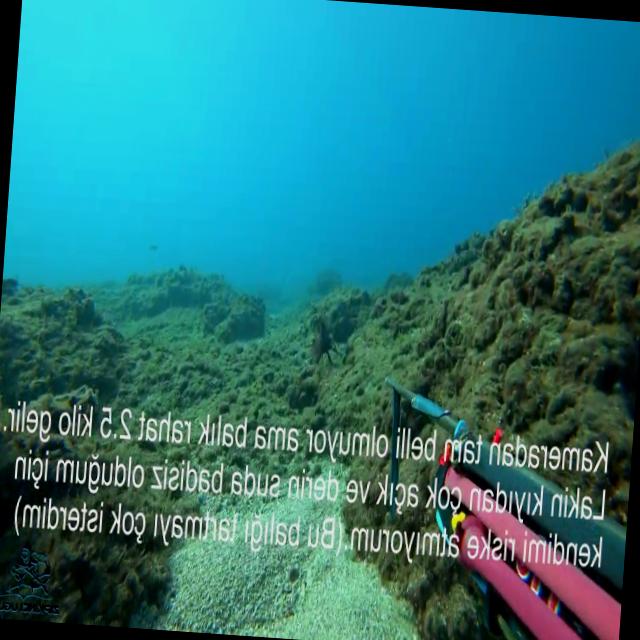 Kameradan tam belli olmuyor ama balık rahat 2.5 kilo gelir.
Lakin kıyıdan çok açık ve derin suda badisiz olduğum için
kendimi riske atmıyorum.(Bu balığı tartmayı çok isterdim)